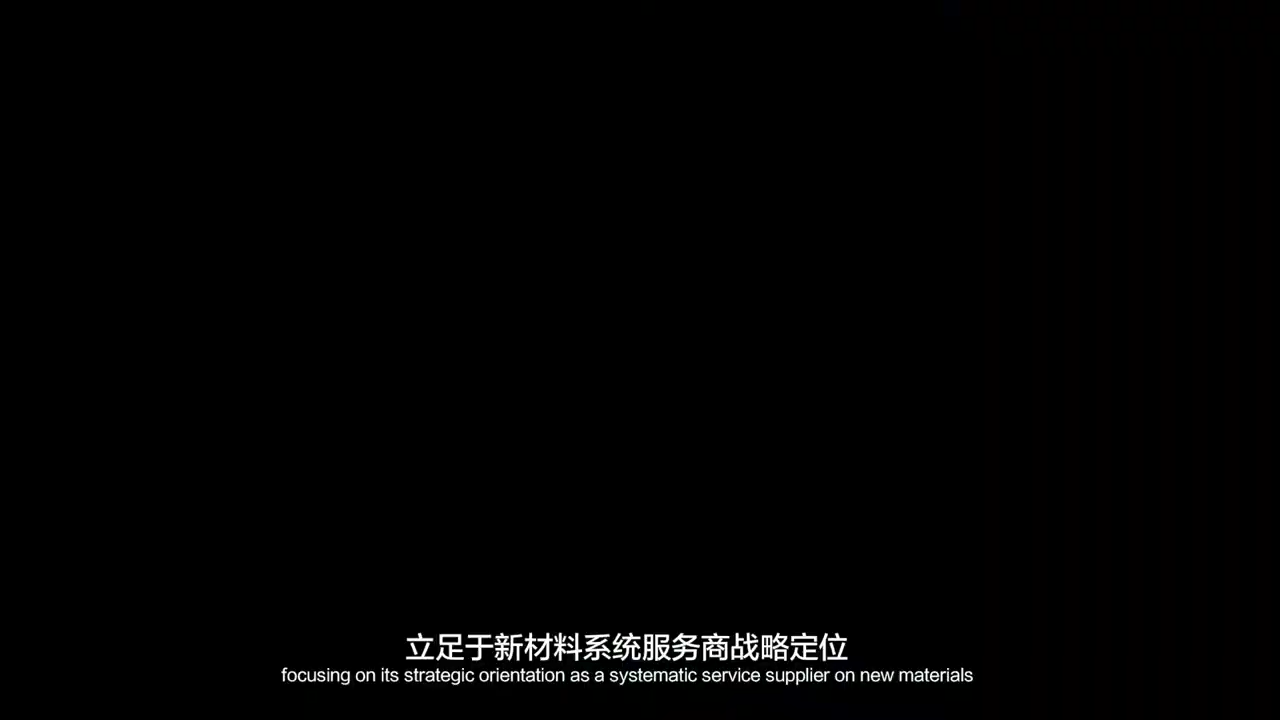 立足于新材料系统服务商战略定位
focusing on its strategic orientation as a systematic service supplier on new materials